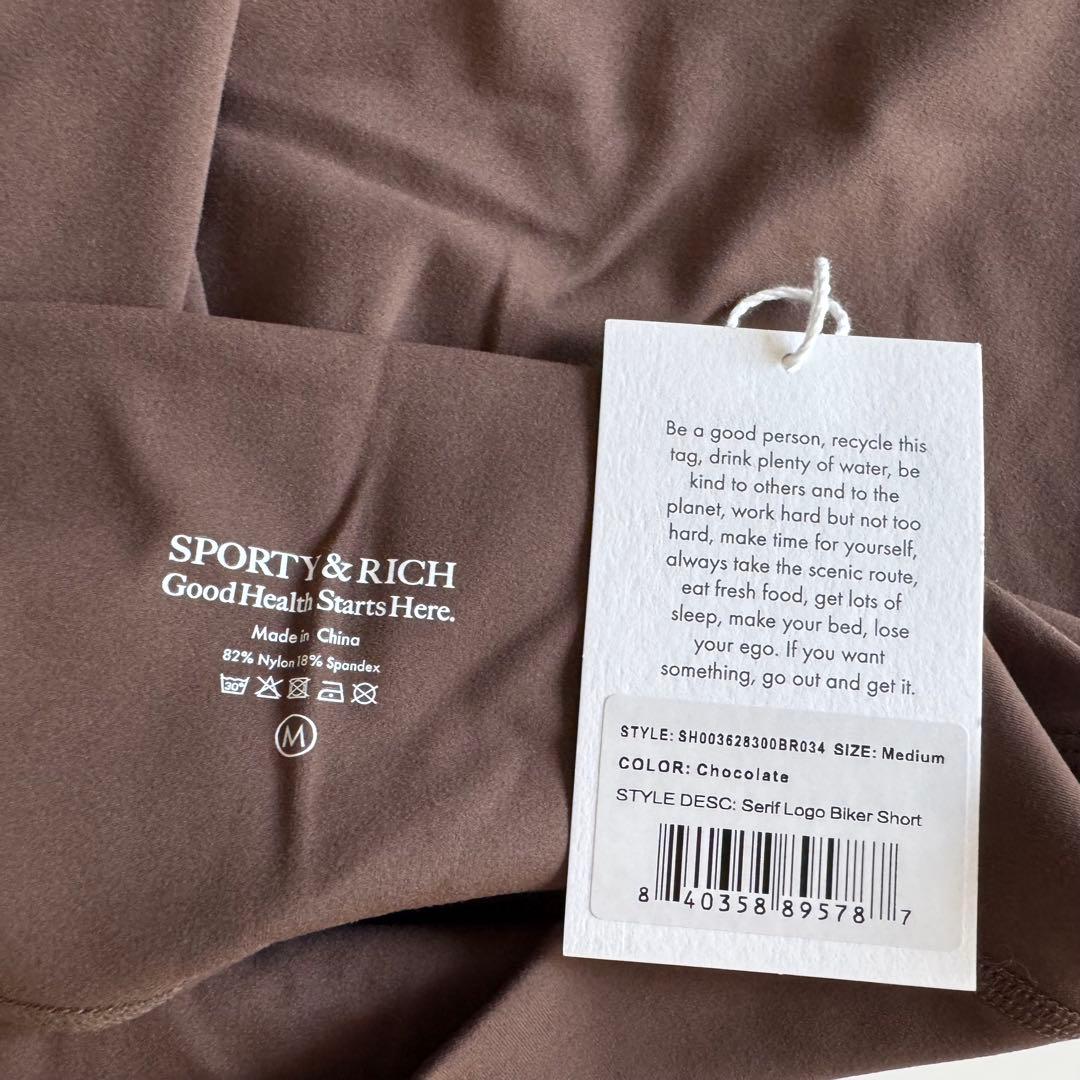 SPORTY & RICH
Good Health Starts Here.
Made in China
82% Nylon 18% Spandex
30°
M
Be a good person, recycle this
tag, drink plenty of water, be
kind to others and to the
planet, work hard but not too
hard, make time for yourself,
always take the scenic route,
eat fresh food, get lots of
sleep, make your bed, lose
your ego. If you want
something, go out and get it.
STYLE: SH003628300BR034 SIZE: Medium
COLOR: Chocolate
STYLE DESC: Serif Logo Biker Short
8 40358 89578 7